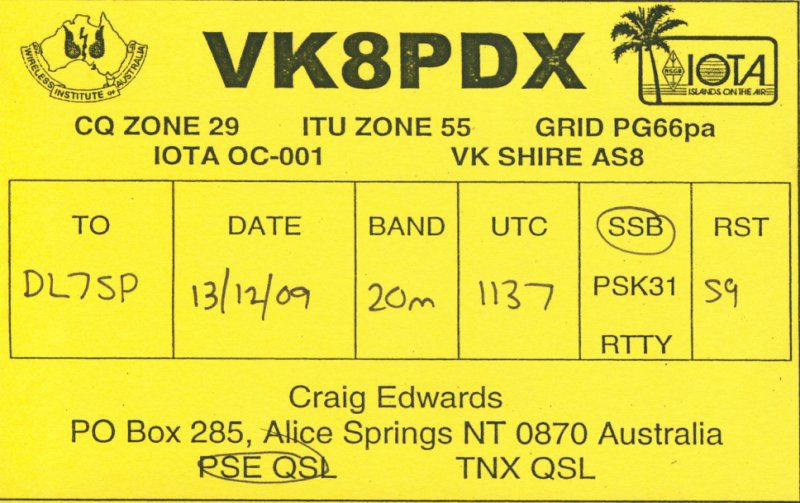 WIRELESS INSTITUTE of AUSTRALIA
VK8PDX
RSGB
IOTA
ISLANDS ON THE AIR
CQ ZONE 29 ITU ZONE 55 GRID PG66pa
IOTA OC-001 VK SHIRE AS8
TO DATE BAND UTC SSB RST
DL7SP 13/12/09 20m 1137 PSK31 59
RTTY
Craig Edwards
PO Box 285, Alice Springs NT 0870 Australia
PSE QSL TNX QSL